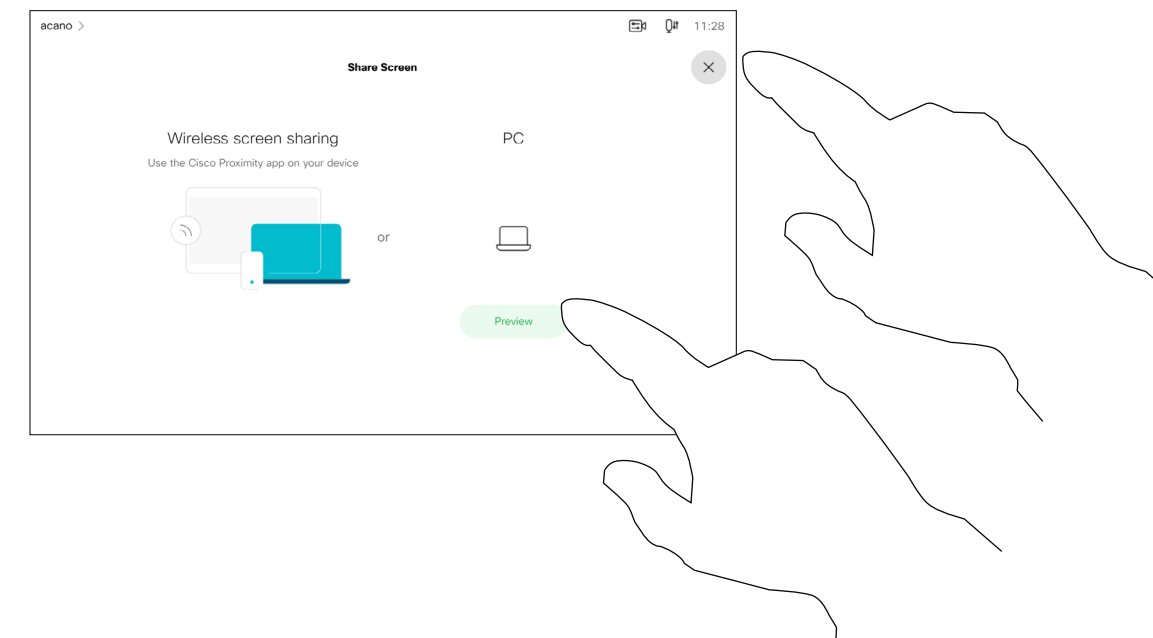 acano >
11:28
Share Screen
Wireless screen sharing
PC
Use the Cisco Proximity app on your device
or
Preview